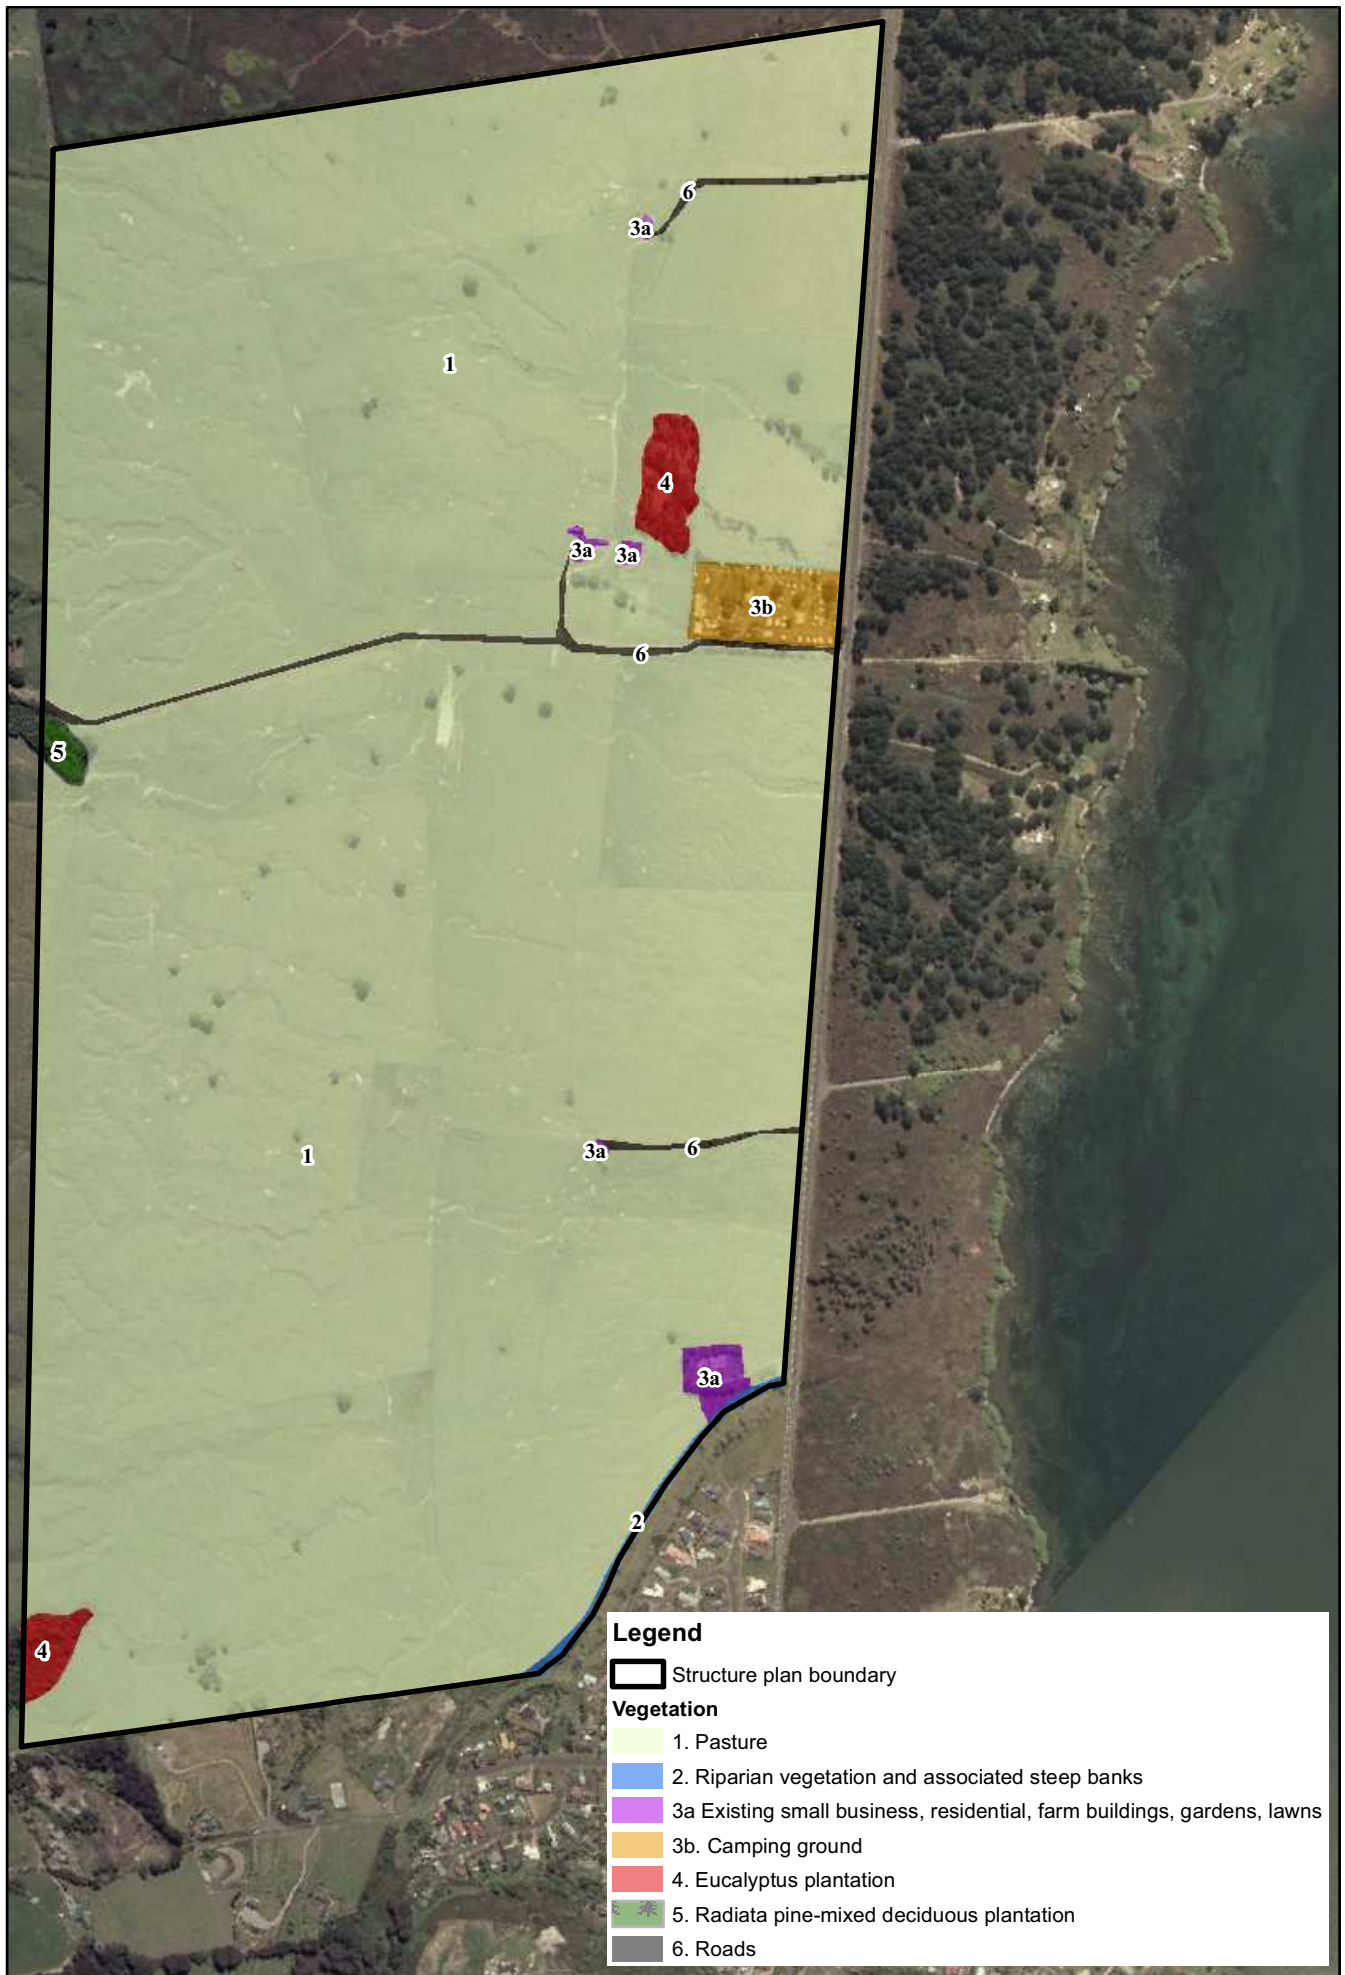 6
3a
1
4
3a
3a
3b
6
5
1
3a
6
3a
2
4
Legend
Structure plan boundary
Vegetation
1. Pasture
2. Riparian vegetation and associated steep banks
3a Existing small business, residential, farm buildings, gardens, lawns
3b. Camping ground
4. Eucalyptus plantation
5. Radiata pine-mixed deciduous plantation
6. Roads